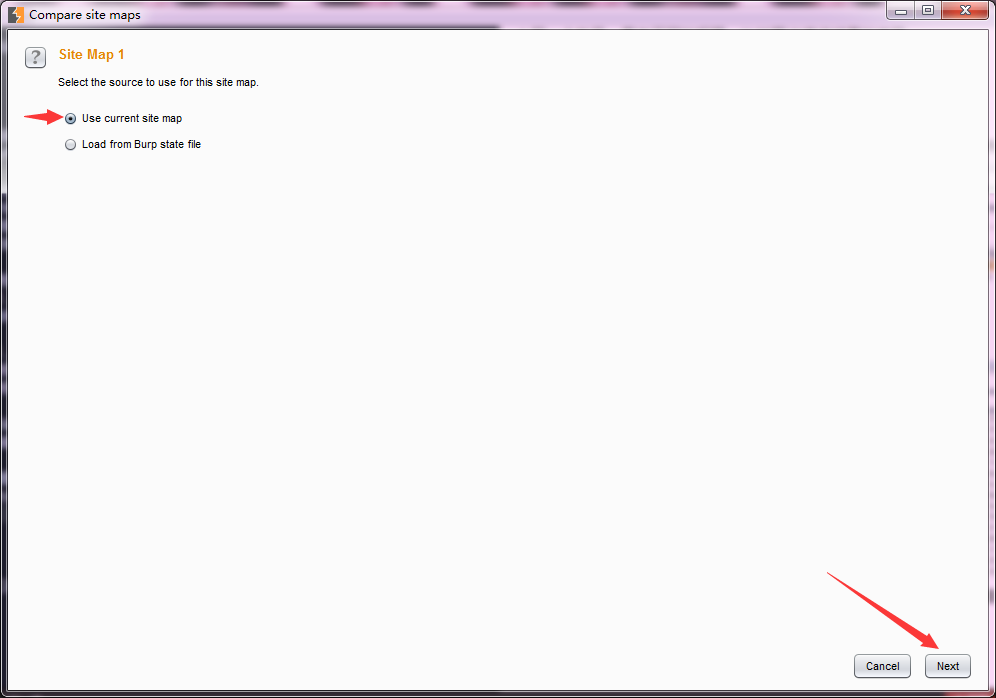 Compare site maps
?
Site Map 1
Select the source to use for this site map.
Use current site map
Load from Burp state file
Cancel
Next